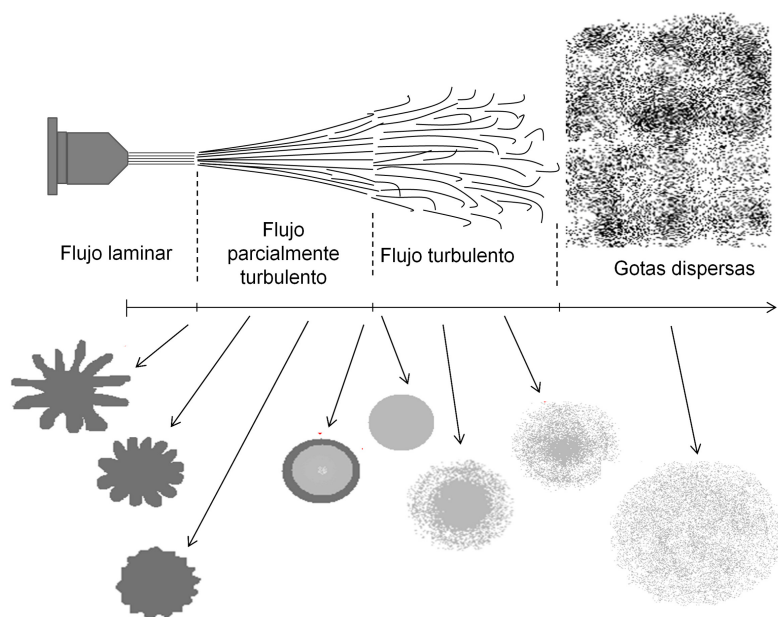 Flujo laminar
Flujo
parcialmente
turbulento
Flujo turbulento
Gotas dispersas